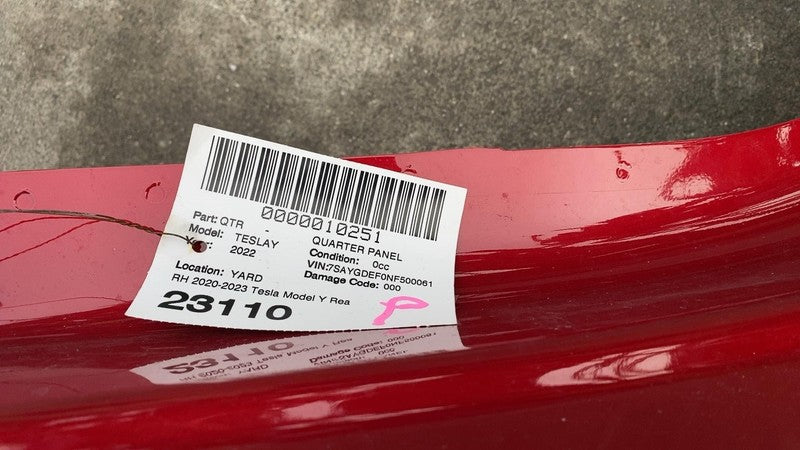 0000010251
Part: QTR - QUARTER PANEL
Model: TESLAY Condition: 0cc
Year: 2022 VIN:7SAYGDEF0NF500061
Location: YARD Damage Code: 000
RH 2020-2023 Tesla Model Y Rea
23110 P